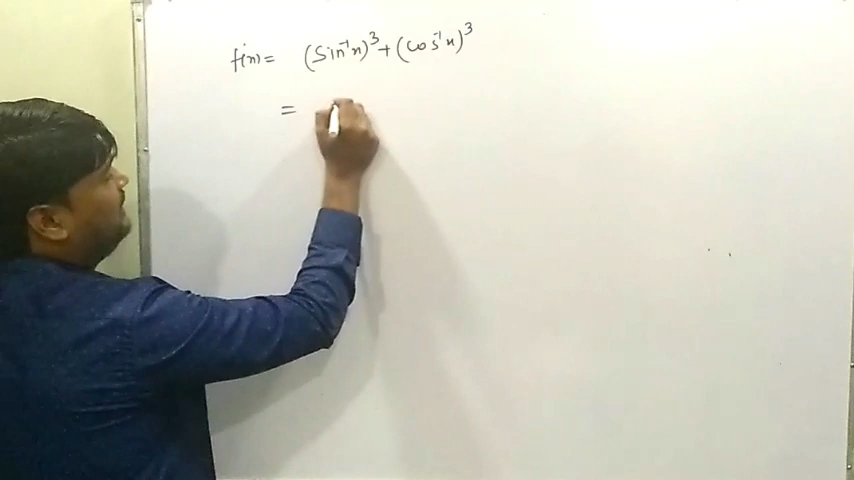 f(x) = (Sin⁻¹x)³ + (Cos⁻¹x)³
=